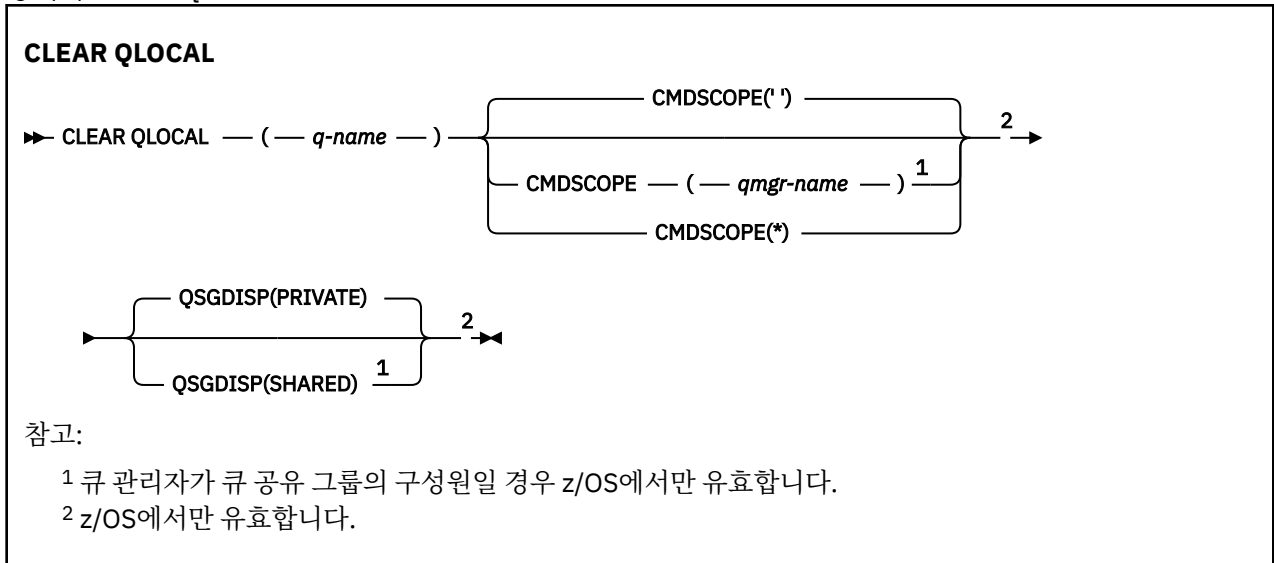 CLEAR QLOCAL
CMDSCOPE(' ')
CLEAR QLOCAL ( q-name ) 2
CMDSCOPE ( qmgr-name ) 1
CMDSCOPE(*)
QSGDISP(PRIVATE)
2
QSGDISP(SHARED) 1
참고:
1 큐 관리자가 큐 공유 그룹의 구성원일 경우 z/OS에서만 유효합니다.
2 z/OS에서만 유효합니다.